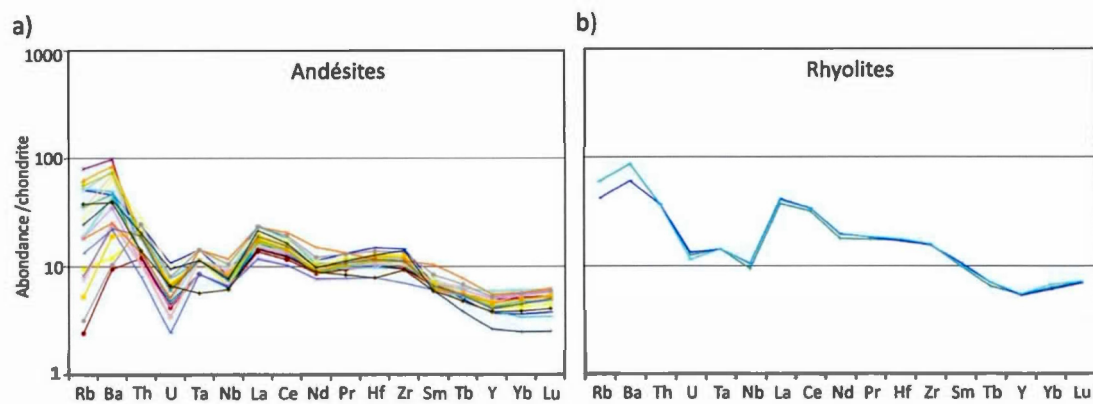 a)
Andésites
Abondance /chondrite
1000
100
10
1
Rb Ba Th U Ta Nb La Ce Nd Pr Hf Zr Sm Tb Y Yb Lu
b)
Rhyolites
Rb Ba Th U Ta Nb La Ce Nd Pr Hf Zr Sm Tb Y Yb Lu